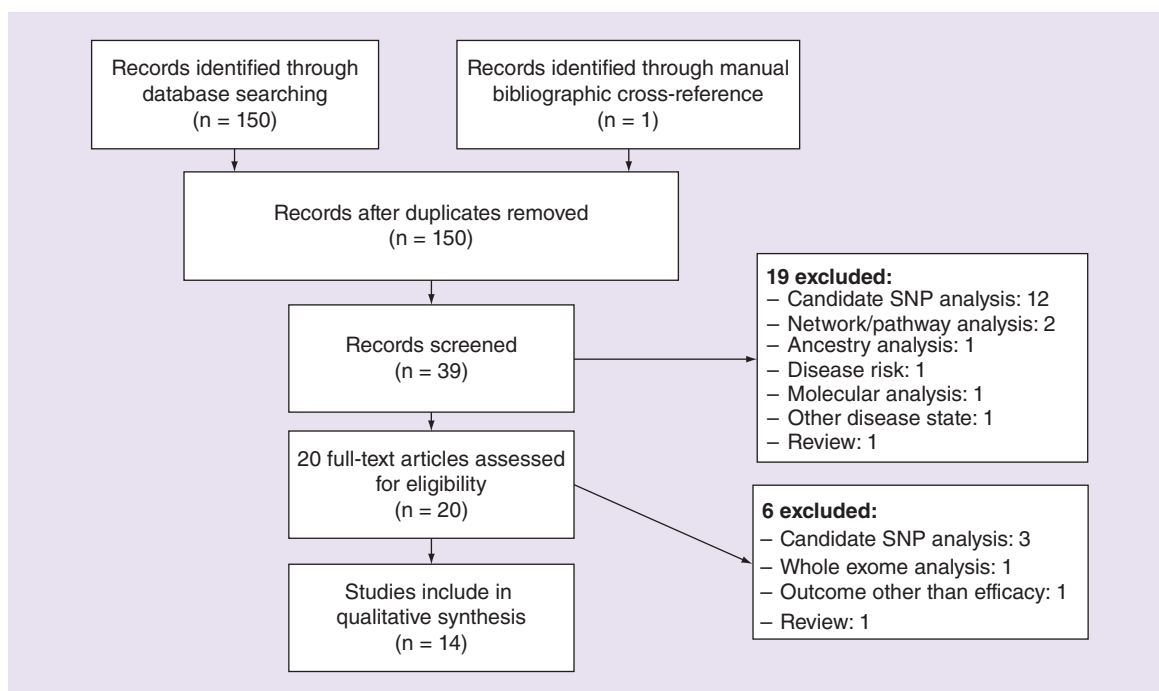 Records identified through
database searching
(n = 150)
Records identified through manual
bibliographic cross-reference
(n = 1)
Records after duplicates removed
(n = 150)
Records screened
(n = 39)
19 excluded:
– Candidate SNP analysis: 12
– Network/pathway analysis: 2
– Ancestry analysis: 1
– Disease risk: 1
– Molecular analysis: 1
– Other disease state: 1
– Review: 1
20 full-text articles assessed
for eligibility
(n = 20)
6 excluded:
– Candidate SNP analysis: 3
– Whole exome analysis: 1
– Outcome other than efficacy: 1
– Review: 1
Studies include in
qualitative synthesis
(n = 14)